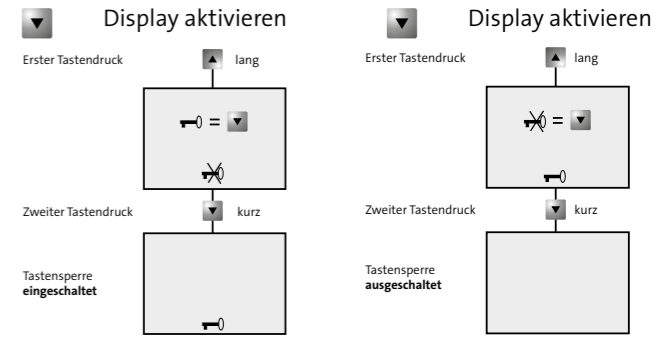 Display aktivieren
Erster Tastendruck
lang
=
Zweiter Tastendruck
kurz
Tastensperre
eingeschaltet
Display aktivieren
Erster Tastendruck
lang
=
Zweiter Tastendruck
kurz
Tastensperre
ausgeschaltet